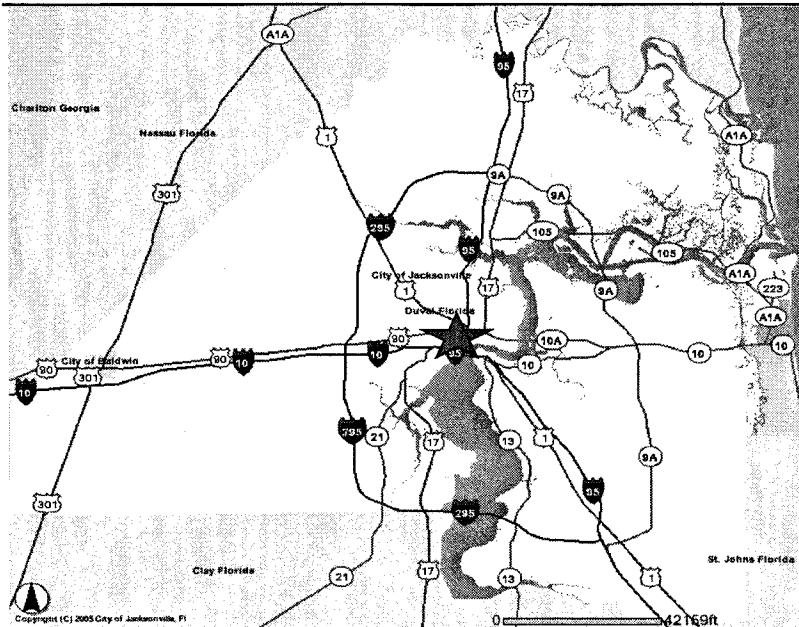 A1A
95
17
Charlton Georgia
Nassau Florida
1
A1A
9A
9A
301
295
105
95
105
City of Jacksonville
A1A
1
17
9A
223
Duval Florida
A1A
90
10A
10
95
City of Baldwin
90
10
10
10
10
90
301
10
295
21
17
13
1
9A
95
301
295
Clay Florida
St. Johns Florida
21
17
13
1
Copyright (C) 2005 City of Jacksonville, Fl
0 42159ft